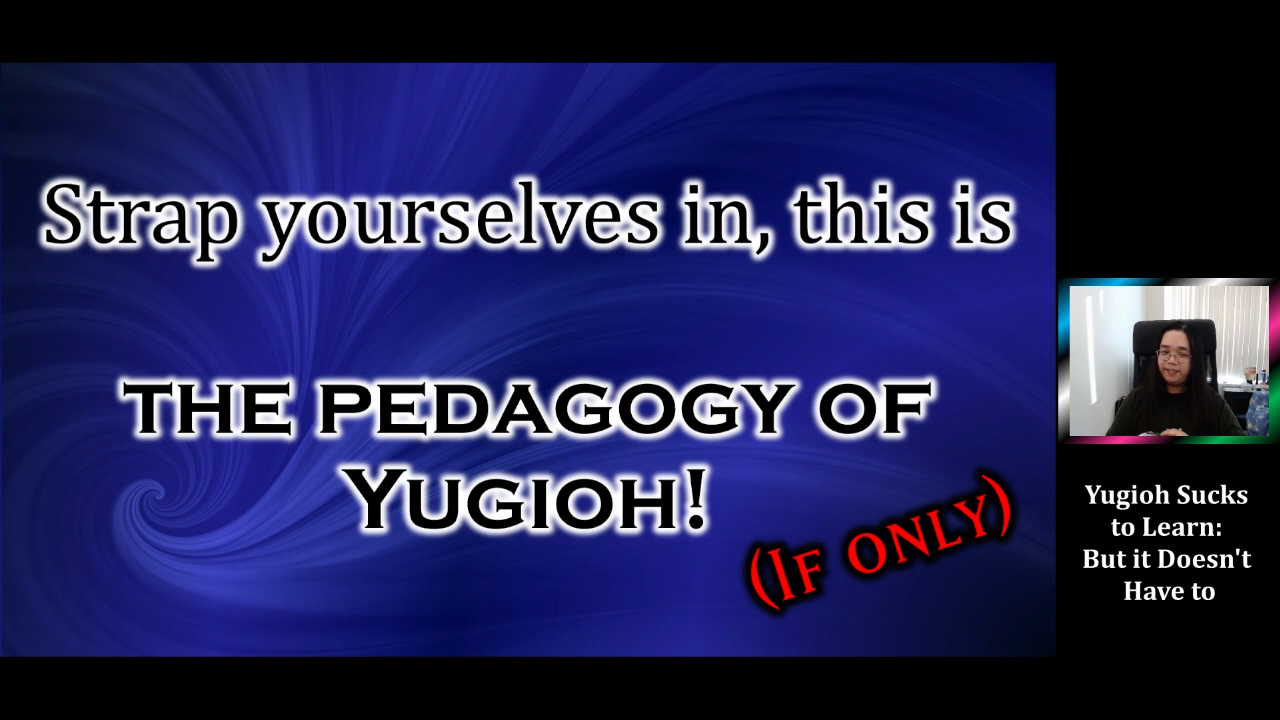 Strap yourselves in, this is
THE PEDAGOGY OF
YUGIOH!
(IF ONLY)
Yugioh Sucks
to Learn:
But it Doesn't
Have to